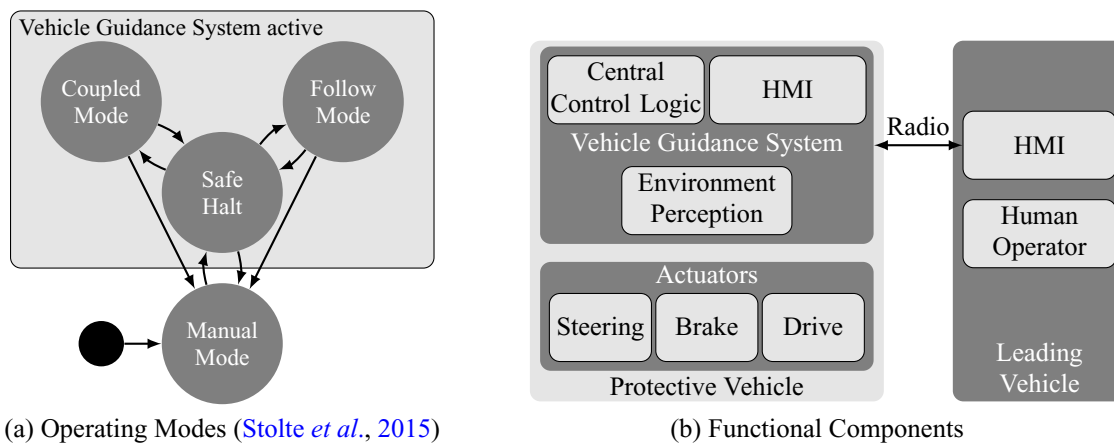 Vehicle Guidance System active
Coupled
Mode
Follow
Mode
Safe
Halt
Manual
Mode
(a) Operating Modes (Stolte et al., 2015)
Central
Control Logic
HMI
Vehicle Guidance System
Environment
Perception
Actuators
Steering
Brake
Drive
Protective Vehicle
Radio
HMI
Human
Operator
Leading
Vehicle
(b) Functional Components